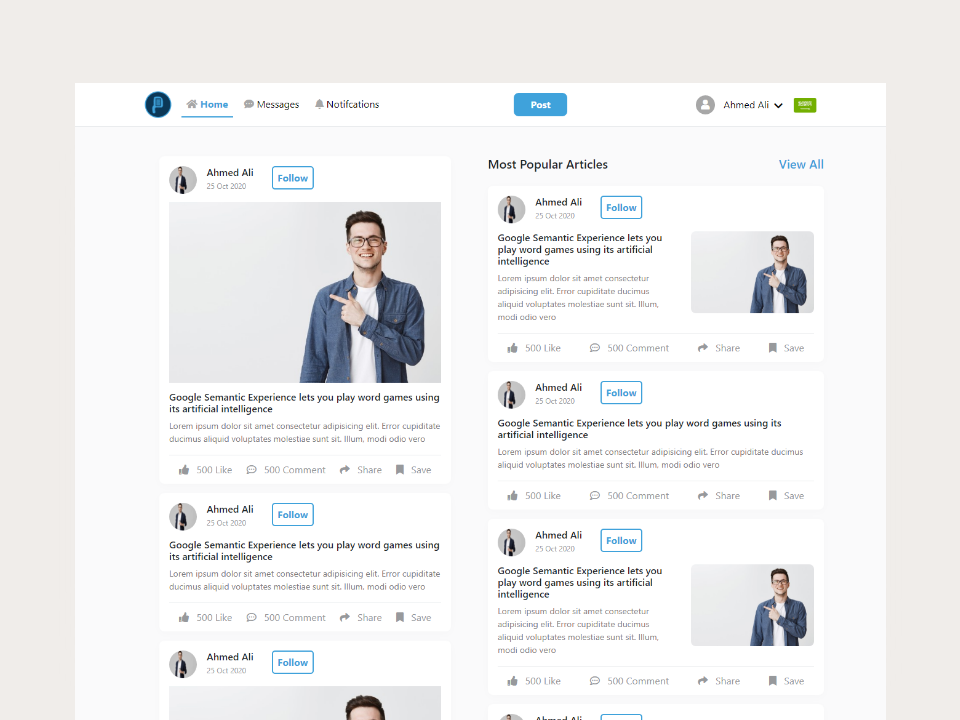 Home
Messages
Notifcations
Post
Ahmed Ali
Ahmed Ali
25 Oct 2020
Follow
Google Semantic Experience lets you play word games using
its artificial intelligence
Lorem ipsum dolor sit amet consectetur adipisicing elit. Error cupiditate
ducimus aliquid voluptates molestiae sunt sit. Illum, modi odio vero
500 Like
500 Comment
Share
Save
Ahmed Ali
25 Oct 2020
Follow
Google Semantic Experience lets you play word games using
its artificial intelligence
Lorem ipsum dolor sit amet consectetur adipisicing elit. Error cupiditate
ducimus aliquid voluptates molestiae sunt sit. Illum, modi odio vero
500 Like
500 Comment
Share
Save
Ahmed Ali
25 Oct 2020
Follow
Most Popular Articles
View All
Ahmed Ali
25 Oct 2020
Follow
Google Semantic Experience lets you
play word games using its artificial
intelligence
Lorem ipsum dolor sit amet consectetur
adipisicing elit. Error cupiditate ducimus
aliquid voluptates molestiae sunt sit. Illum,
modi odio vero
500 Like
500 Comment
Share
Save
Ahmed Ali
25 Oct 2020
Follow
Google Semantic Experience lets you play word games using its
artificial intelligence
Lorem ipsum dolor sit amet consectetur adipisicing elit. Error cupiditate ducimus
aliquid voluptates molestiae sunt sit. Illum, modi odio vero
500 Like
500 Comment
Share
Save
Ahmed Ali
25 Oct 2020
Follow
Google Semantic Experience lets you
play word games using its artificial
intelligence
Lorem ipsum dolor sit amet consectetur
adipisicing elit. Error cupiditate ducimus
aliquid voluptates molestiae sunt sit. Illum,
modi odio vero
500 Like
500 Comment
Share
Save